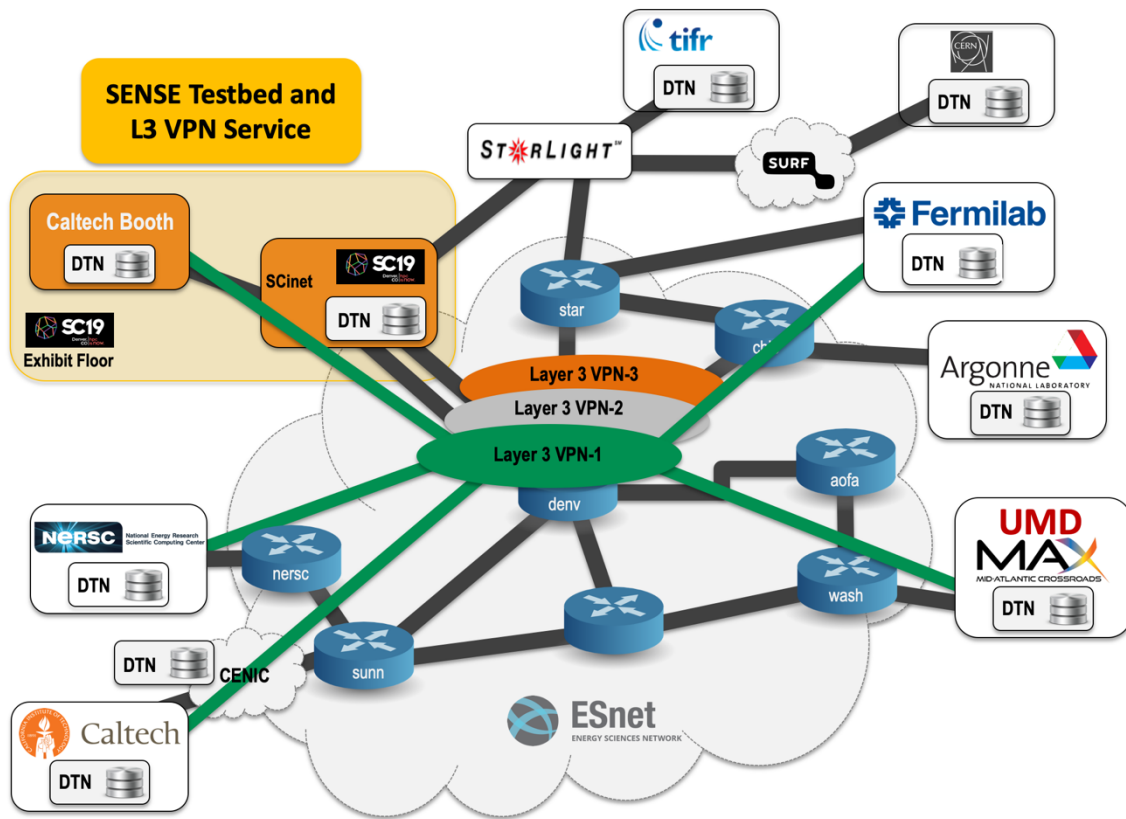 SENSE Testbed and
L3 VPN Service
tifr
DTN
CERN
DTN
STARLIGHT℠
SURF
Caltech Booth
DTN
SCinet
SC19
DTN
SC19
Exhibit Floor
Fermilab
DTN
star
Argonne
NATIONAL LABORATORY
DTN
Layer 3 VPN-3
Layer 3 VPN-2
Layer 3 VPN-1
denv
aofa
NERSC
National Energy Research
Scientific Computing Center
DTN
nersc
UMD
MAX
MID-ATLANTIC CROSSROADS
DTN
wash
DTN
CENIC
sunn
Caltech
DTN
ESnet
ENERGY SCIENCES NETWORK